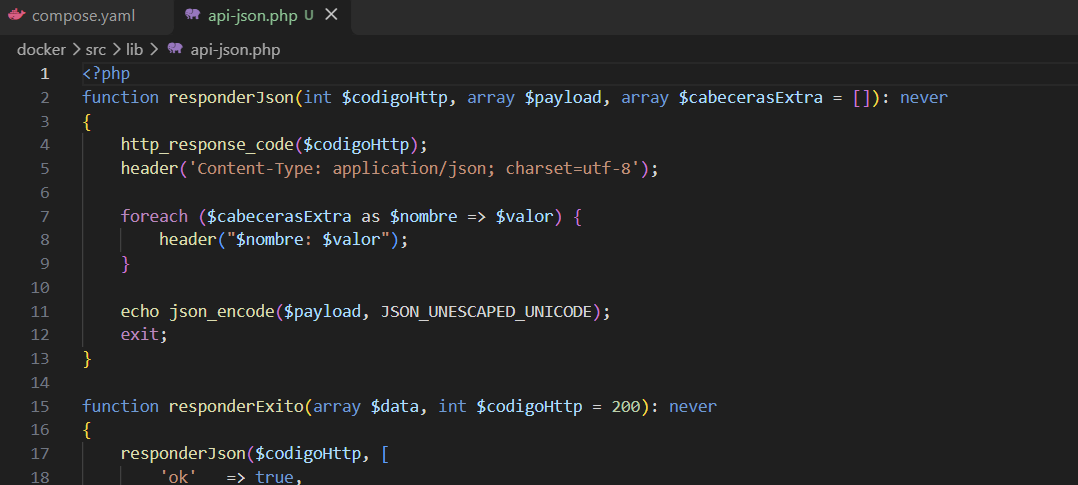 compose.yaml api-json.php U
docker > src > lib > api-json.php
1 <?php
2 function responderJson(int $codigoHttp, array $payload, array $cabecerasExtra = []): never
3 {
4     http_response_code($codigoHttp);
5     header('Content-Type: application/json; charset=utf-8');
6
7     foreach ($cabecerasExtra as $nombre => $valor) {
8         header("$nombre: $valor");
9     }
10
11     echo json_encode($payload, JSON_UNESCAPED_UNICODE);
12     exit;
13 }
14
15 function responderExito(array $data, int $codigoHttp = 200): never
16 {
17     responderJson($codigoHttp, [
18         'ok'   => true,